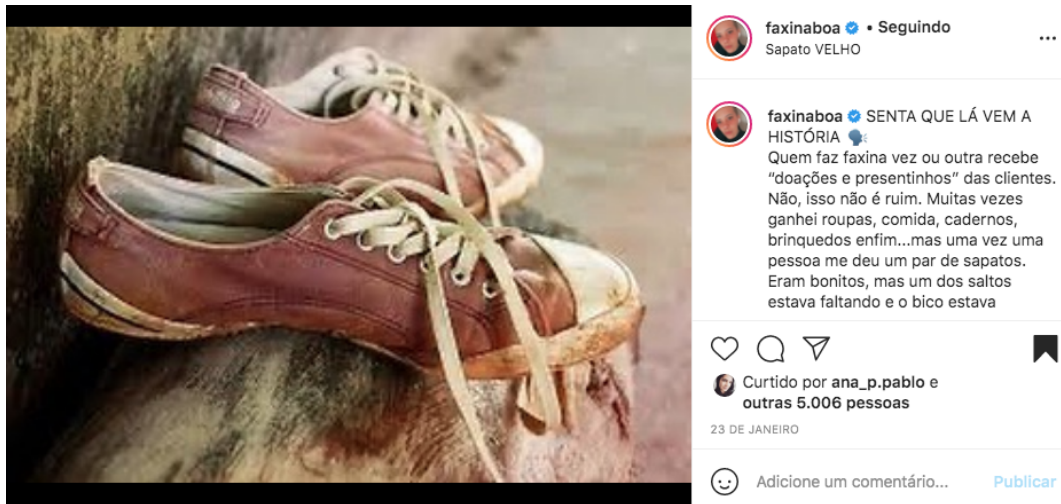 faxinaboa • Seguindo
Sapato VELHO
faxinaboa SENTA QUE LÁ VEM A
HISTÓRIA
Quem faz faxina vez ou outra recebe
“doações e presentinhos” das clientes.
Não, isso não é ruim. Muitas vezes
ganhei roupas, comida, cadernos,
brinquedos enfim...mas uma vez uma
pessoa me deu um par de sapatos.
Eram bonitos, mas um dos saltos
estava faltando e o bico estava
Curtido por ana_p.pablo e
outras 5.006 pessoas
23 DE JANEIRO
Adicione um comentário... Publicar